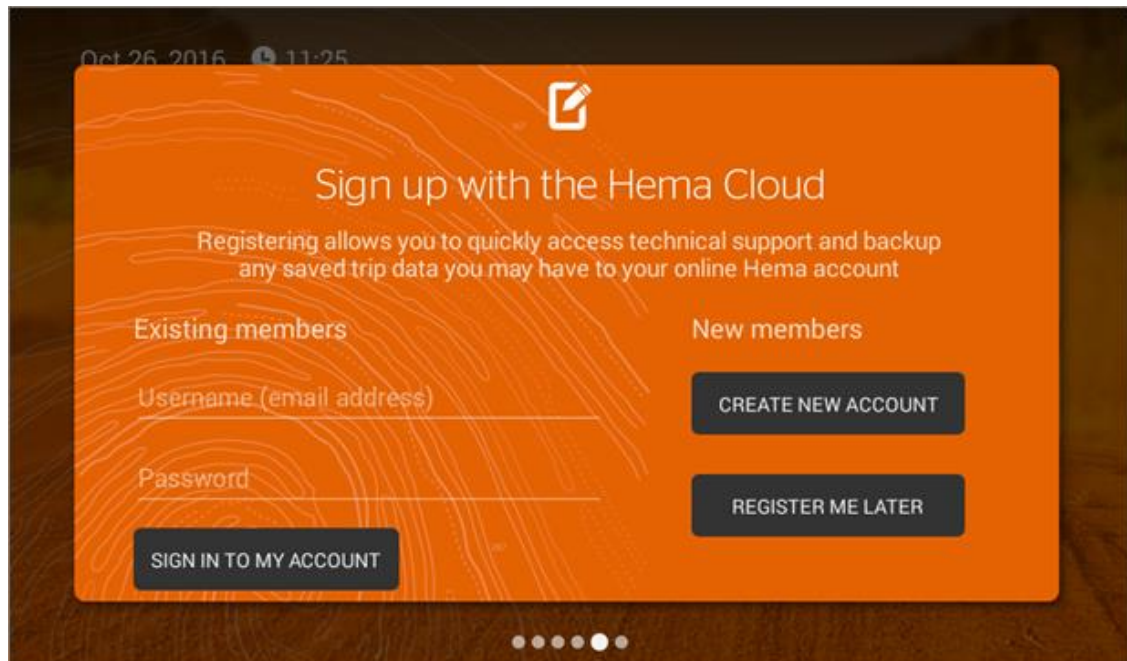 Oct 26, 2016 11:25
Sign up with the Hema Cloud
Registering allows you to quickly access technical support and backup
any saved trip data you may have to your online Hema account
Existing members
Username (email address)
Password
SIGN IN TO MY ACCOUNT
New members
CREATE NEW ACCOUNT
REGISTER ME LATER